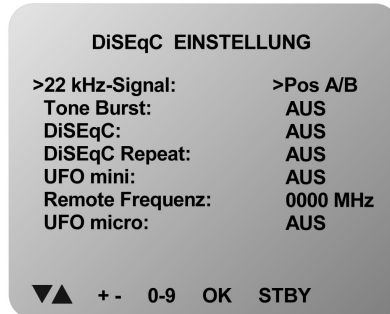 DiSEqC EINSTELLUNG
>22 kHz-Signal: >Pos A/B
Tone Burst: AUS
DiSEqC: AUS
DiSEqC Repeat: AUS
UFO mini: AUS
Remote Frequenz: 0000 MHz
UFO micro: AUS
▼▲ + - 0-9 OK STBY